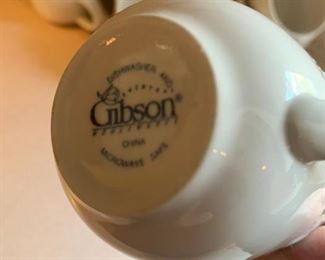 DISHWASHER AND
Gibson®
CHINA
MICROWAVE SAFE